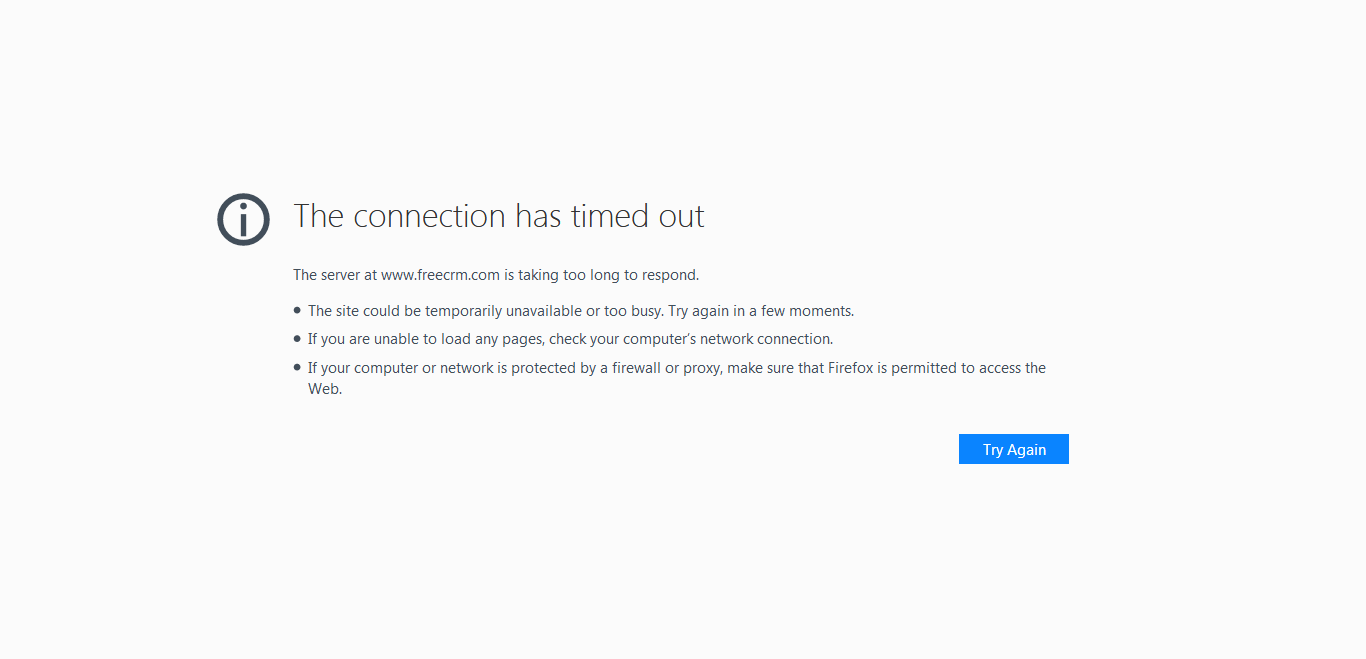 The connection has timed out
The server at www.freecrm.com is taking too long to respond.
• The site could be temporarily unavailable or too busy. Try again in a few moments.
• If you are unable to load any pages, check your computer’s network connection.
• If your computer or network is protected by a firewall or proxy, make sure that Firefox is permitted to access the
Web.
Try Again